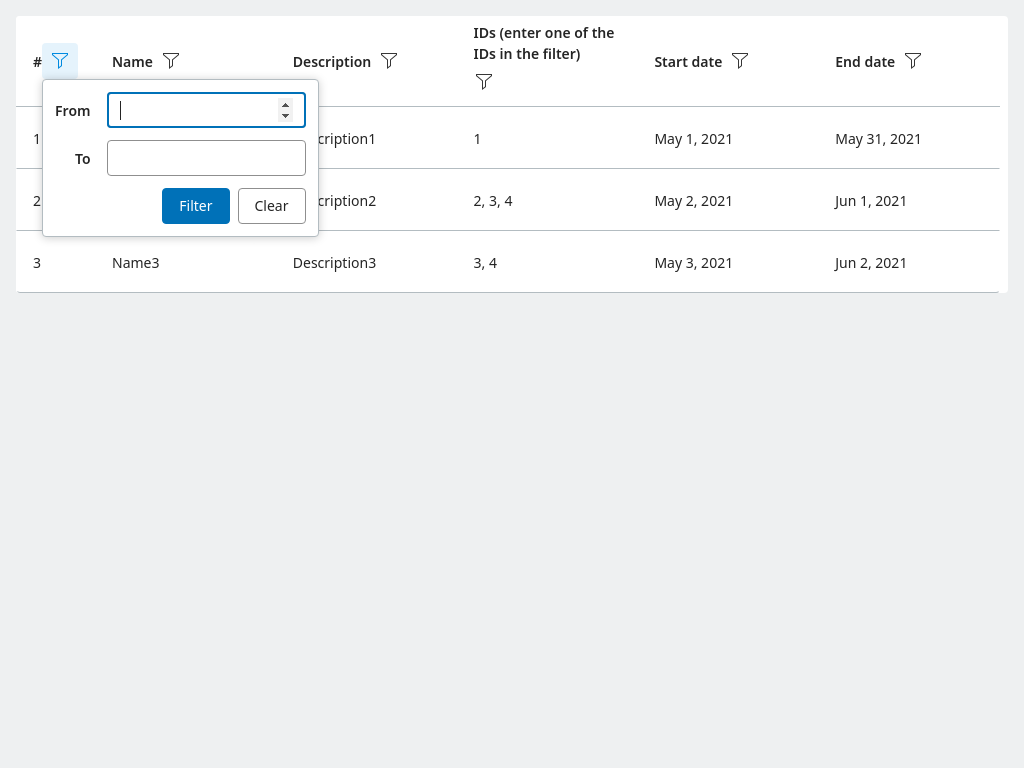 # Name Description IDs (enter one of the IDs in the filter) Start date End date
From
To
Filter Clear
1 cription1 1 May 1, 2021 May 31, 2021
2 cription2 2, 3, 4 May 2, 2021 Jun 1, 2021
3 Name3 Description3 3, 4 May 3, 2021 Jun 2, 2021